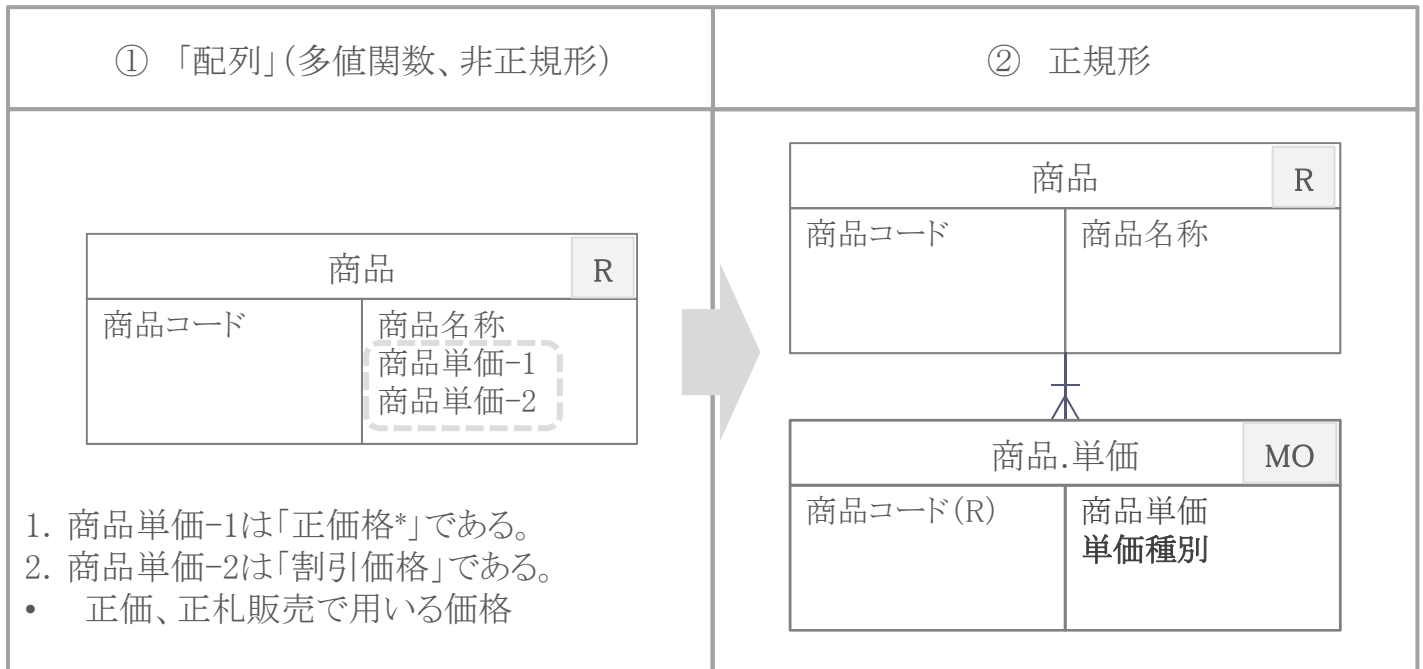 ① 「配列」(多値関数、非正規形)
② 正規形
商品 R
商品コード
商品名称
商品単価-1
商品単価-2
1. 商品単価-1は「正価格*」である。
2. 商品単価-2は「割引価格」である。
• 正価、正札販売で用いる価格
商品 R
商品コード
商品名称
商品.単価 MO
商品コード(R)
商品単価
単価種別